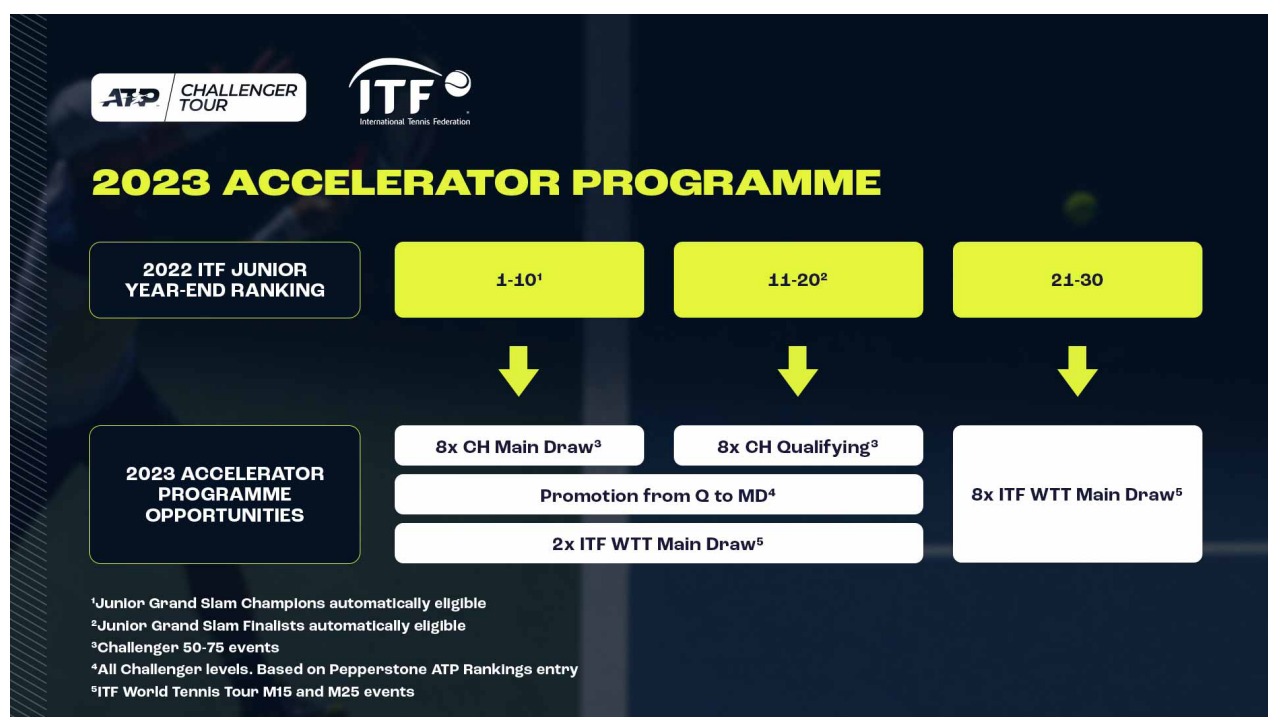 ATP CHALLENGER
TOUR
ITF
International Tennis Federation
2023 ACCELERATOR PROGRAMME
2022 ITF JUNIOR
YEAR-END RANKING
1-10¹
11-20²
21-30
2023 ACCELERATOR
PROGRAMME
OPPORTUNITIES
8x CH Main Draw³
8x CH Qualifying³
Promotion from Q to MD⁴
2x ITF WTT Main Draw⁵
8x ITF WTT Main Draw⁵
¹Junior Grand Slam Champions automatically eligible
²Junior Grand Slam Finalists automatically eligible
³Challenger 50-75 events
⁴All Challenger levels. Based on Pepperstone ATP Rankings entry
⁵ITF World Tennis Tour M15 and M25 events